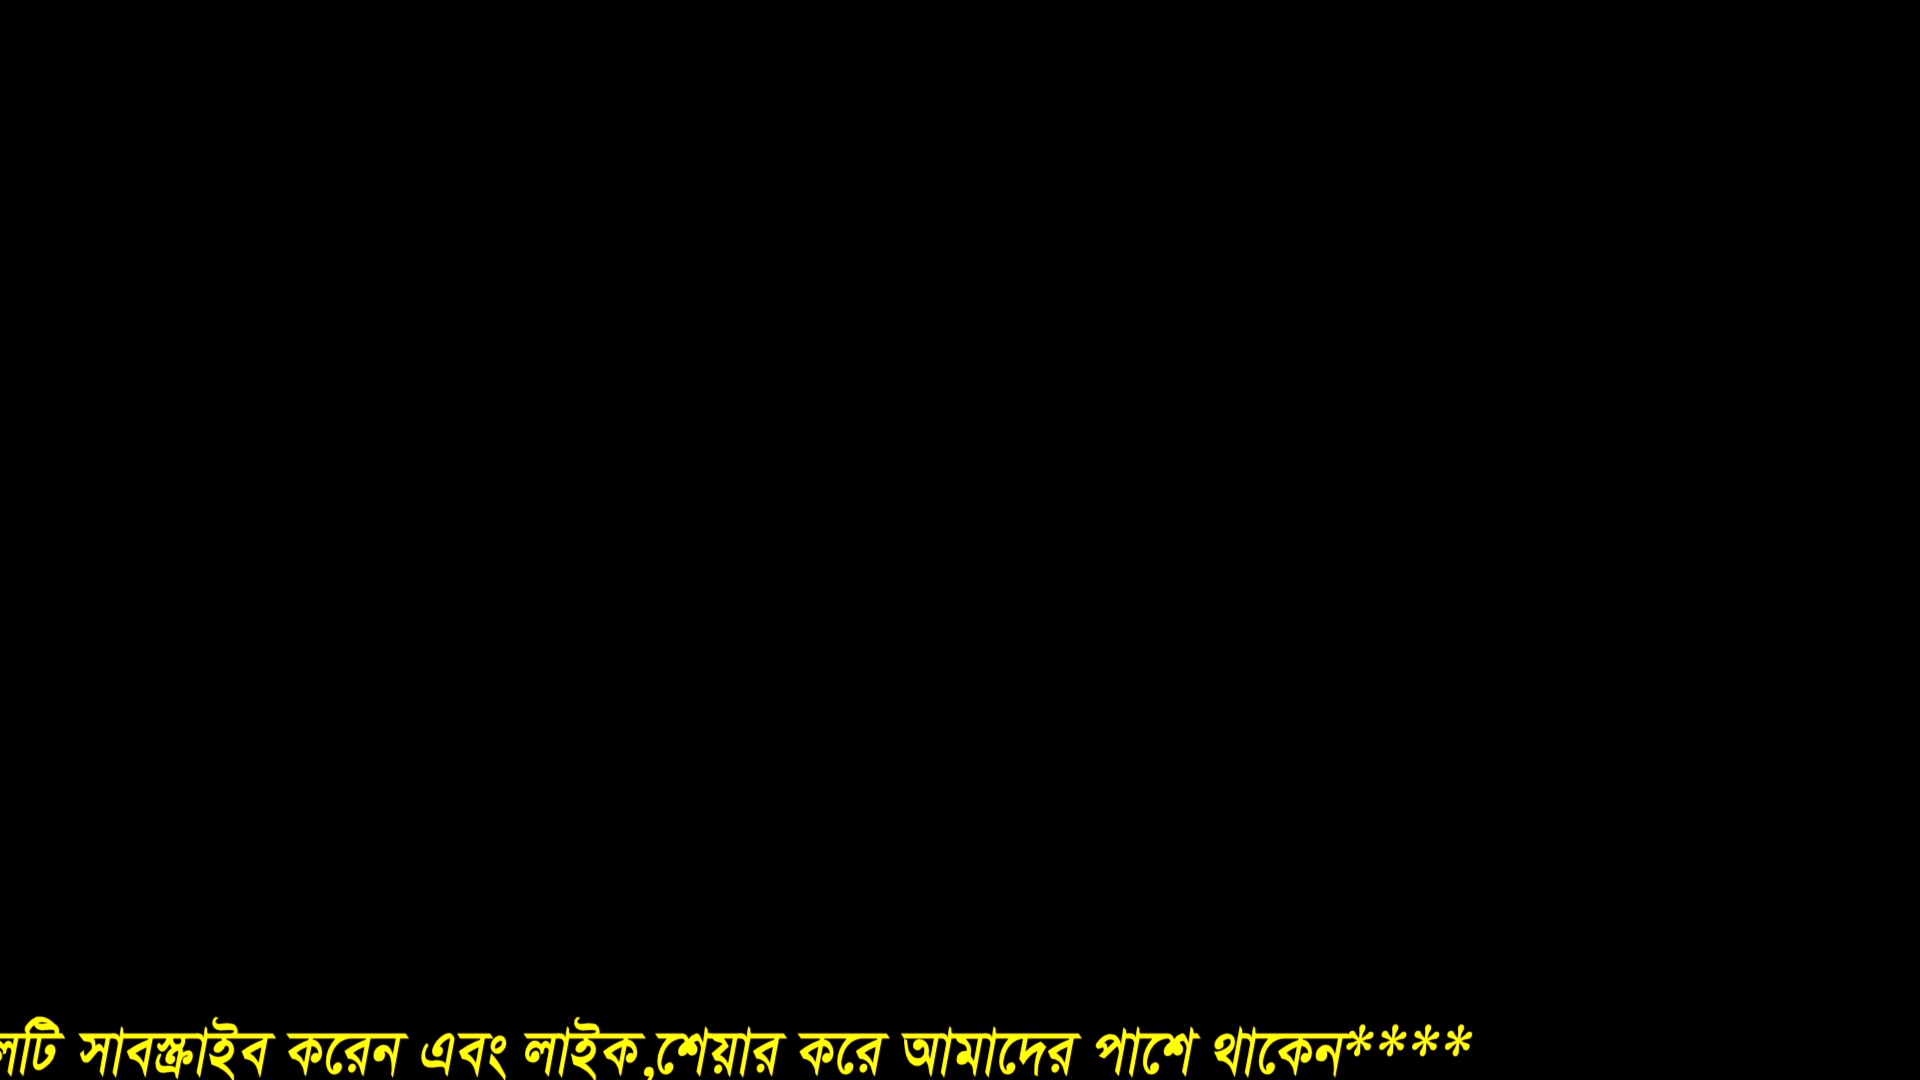 লটি সাবস্ক্রাইব করেন এবং লাইক,শেয়ার করে আমাদের পাশে থাকেন****